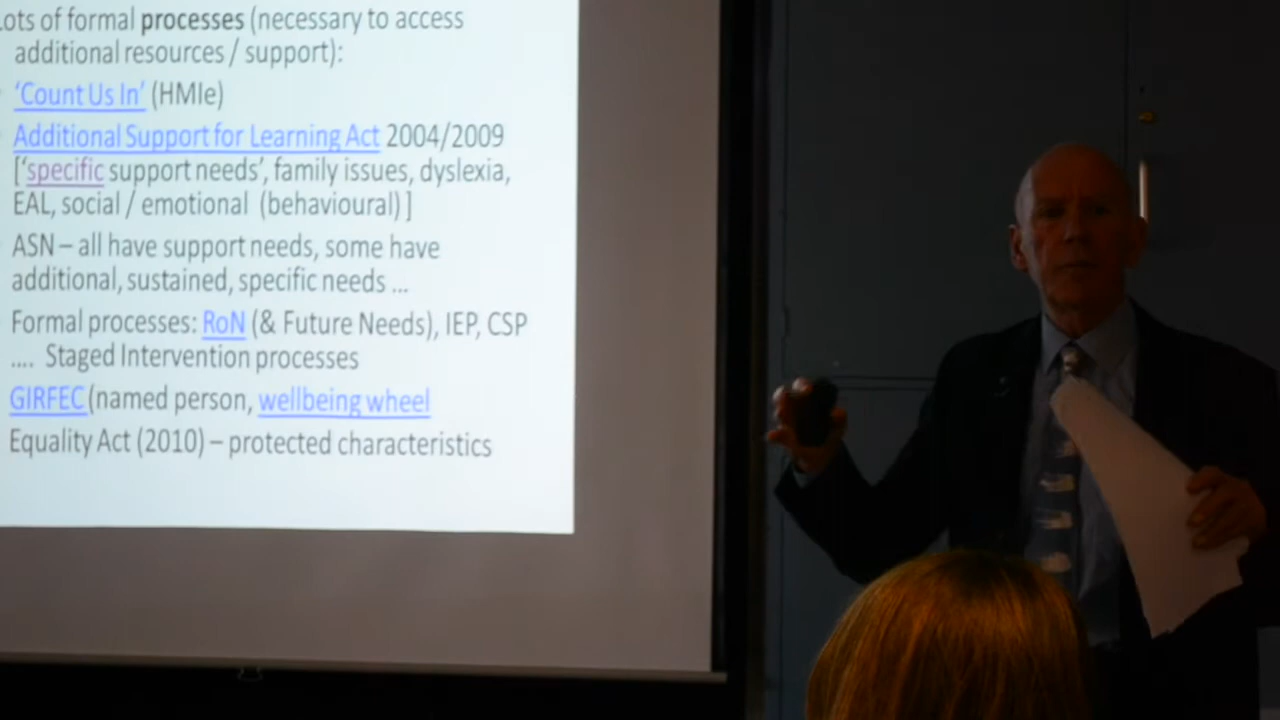 Lots of formal processes (necessary to access
additional resources / support):
‘Count Us In’ (HMIe)
Additional Support for Learning Act 2004/2009
[‘specific support needs’, family issues, dyslexia,
EAL, social / emotional (behavioural) ]
ASN – all have support needs, some have
additional, sustained, specific needs ...
Formal processes: RoN (& Future Needs), IEP, CSP
.... Staged Intervention processes
GIRFEC (named person, wellbeing wheel
Equality Act (2010) – protected characteristics